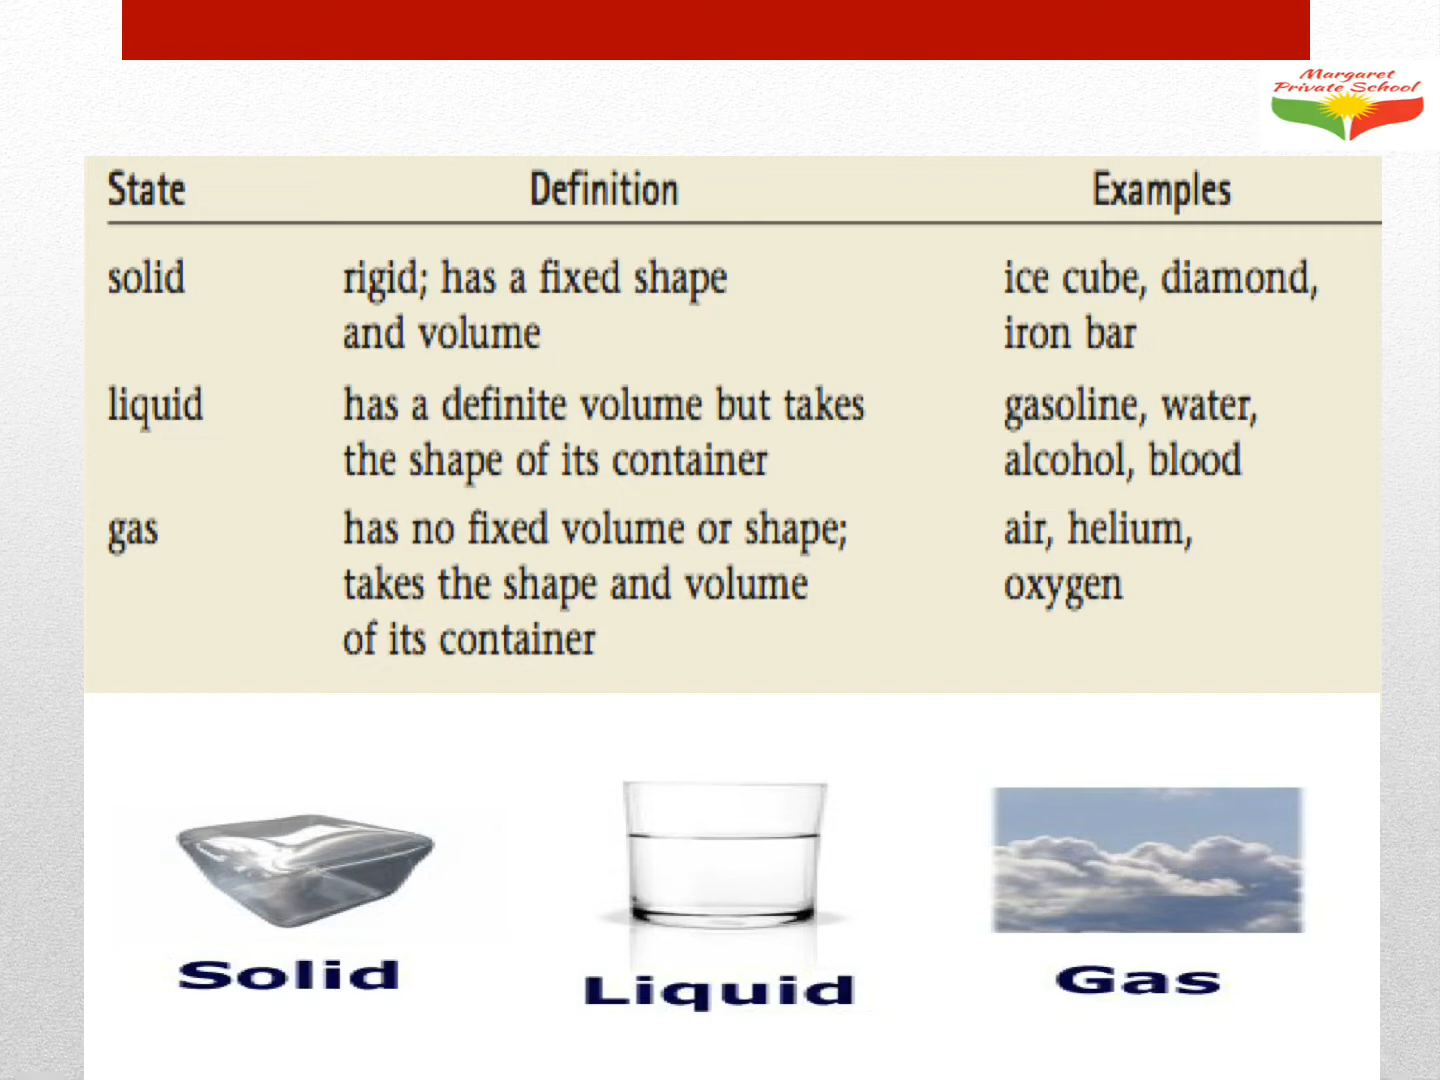 Margaret
Private School
State Definition Examples
solid rigid; has a fixed shape ice cube, diamond,
and volume iron bar
liquid has a definite volume but takes gasoline, water,
the shape of its container alcohol, blood
gas has no fixed volume or shape; air, helium,
takes the shape and volume oxygen
of its container
Solid Liquid Gas